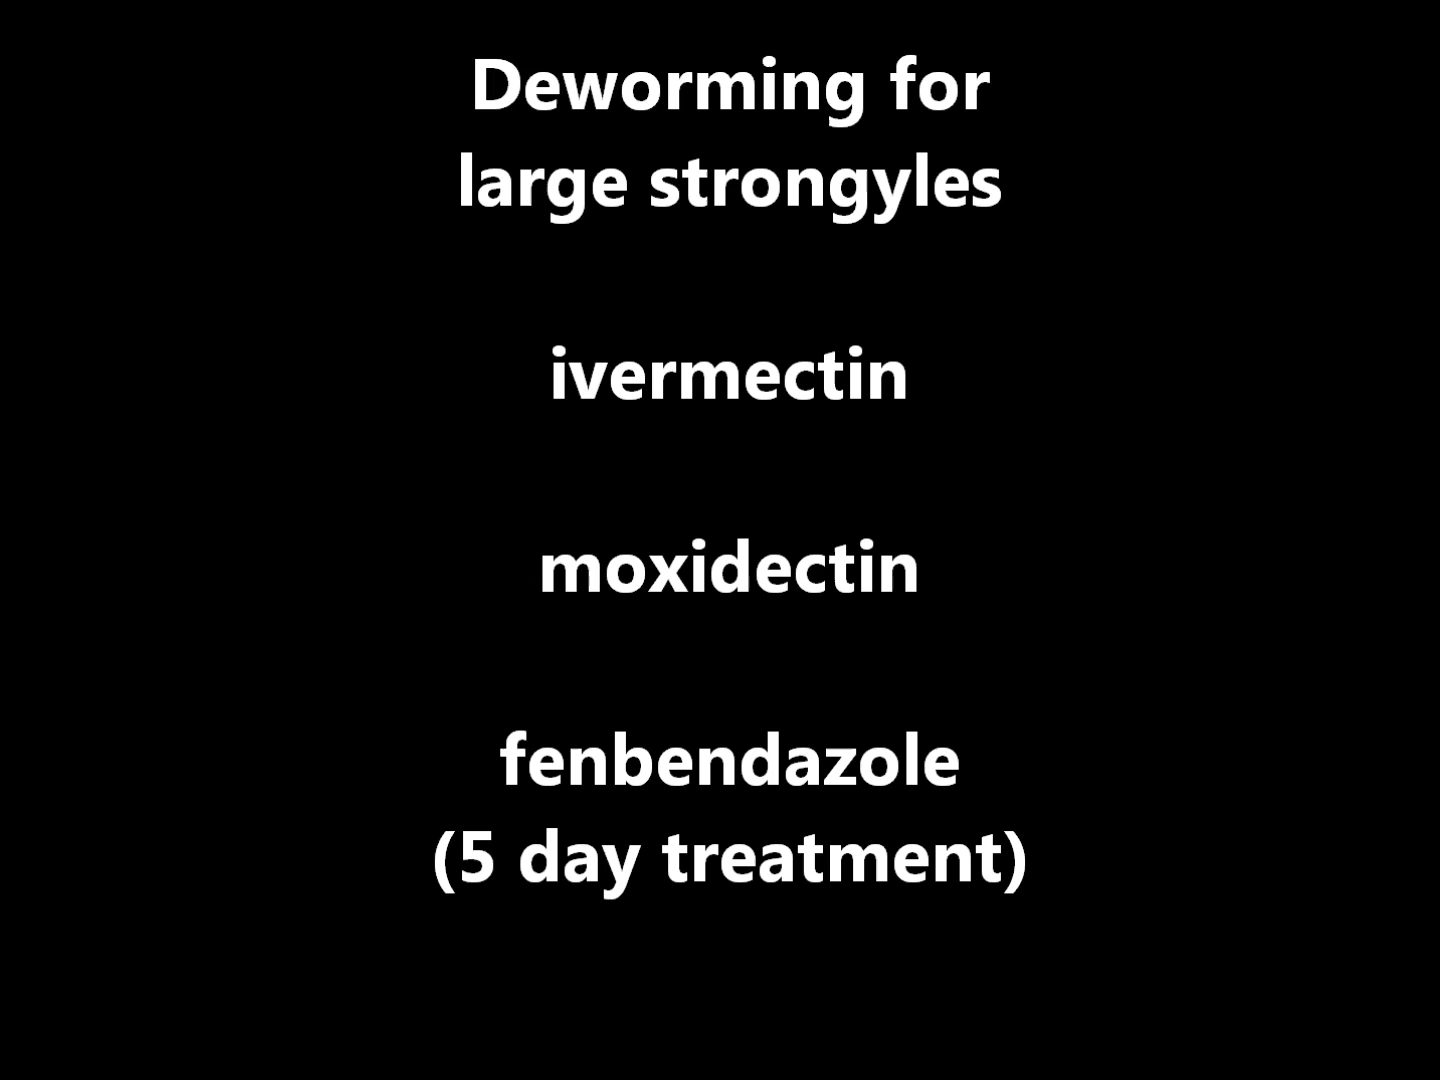 Deworming for
large strongyles
ivermectin
moxidectin
fenbendazole
(5 day treatment)